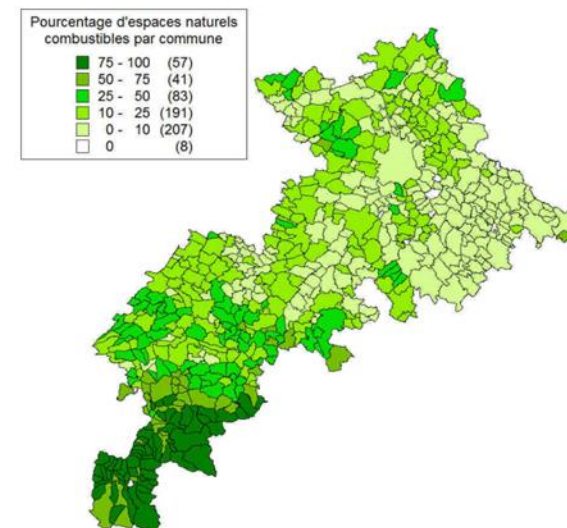 Pourcentage d'espaces naturels
combustibles par commune
75 - 100 (57)
50 - 75 (41)
25 - 50 (83)
10 - 25 (191)
0 - 10 (207)
0 (8)